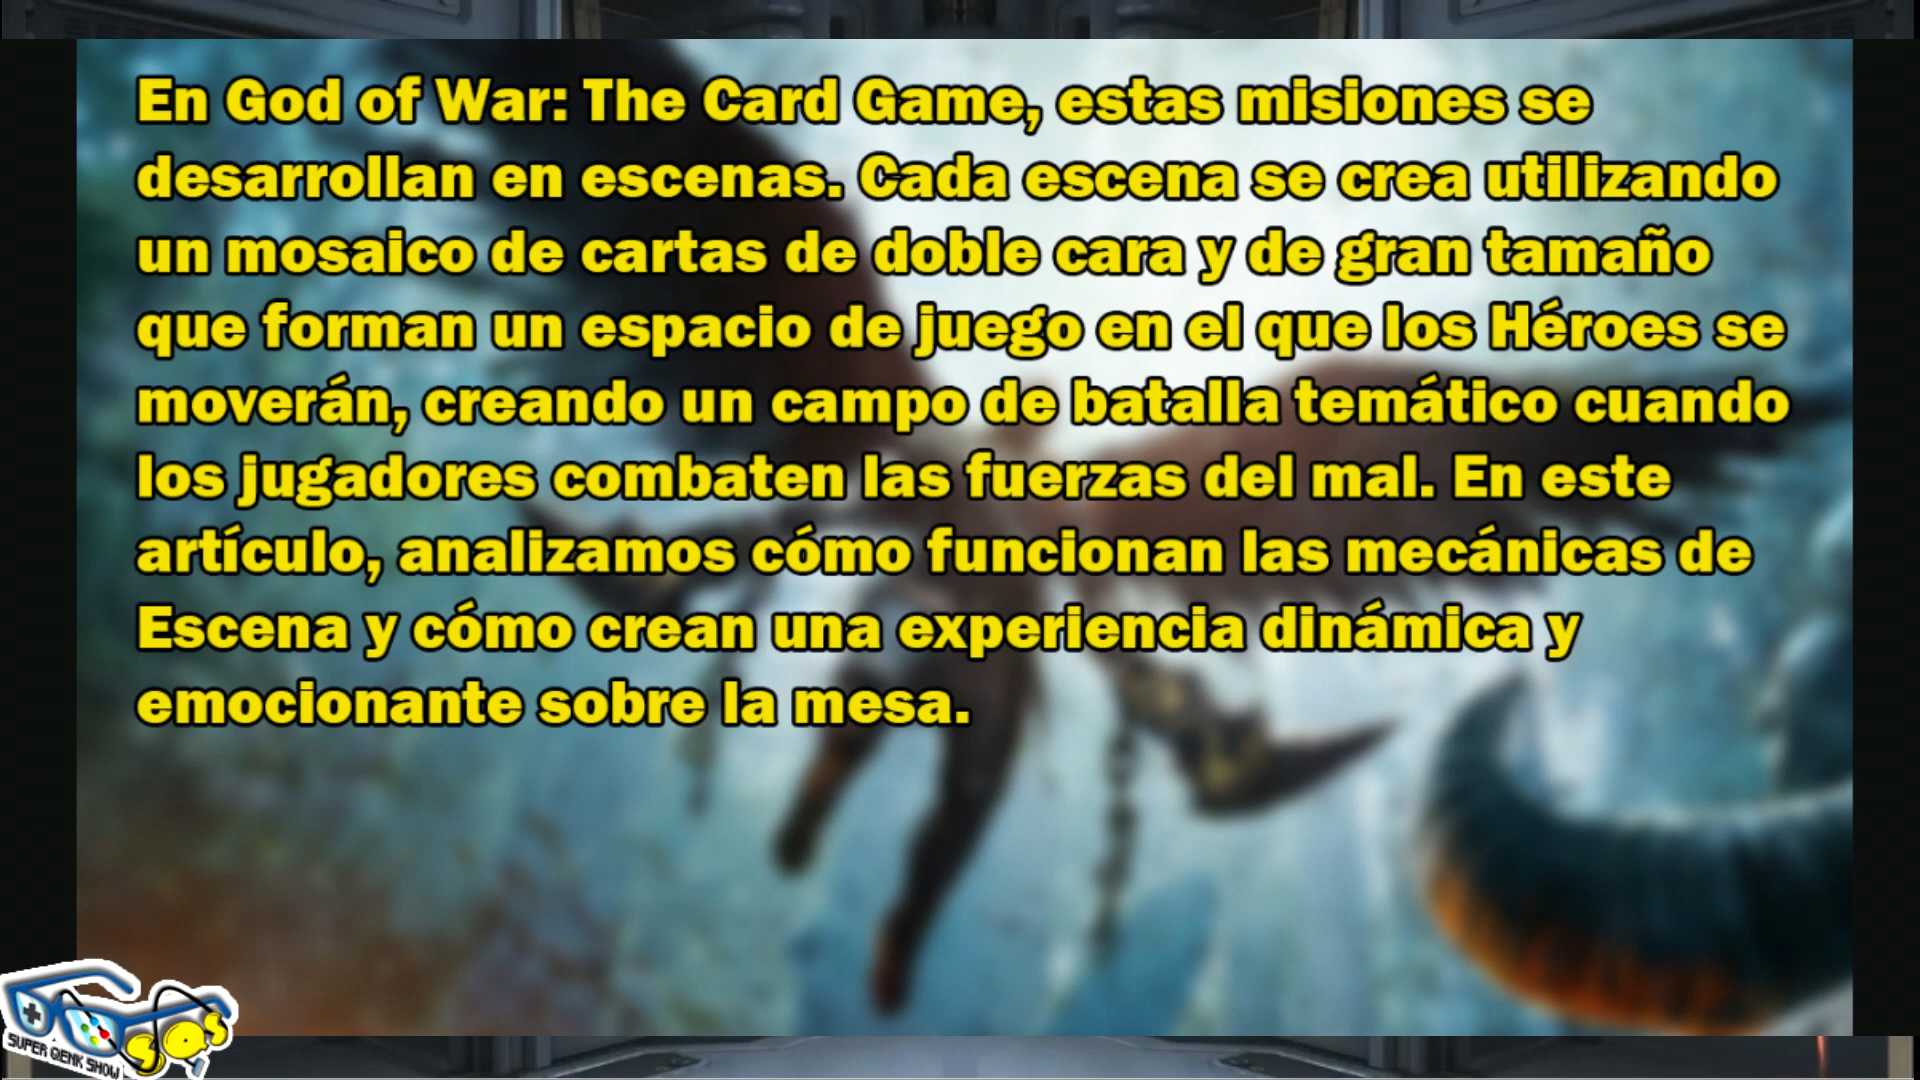 En God of War: The Card Game, estas misiones se
desarrollan en escenas. Cada escena se crea utilizando
un mosaico de cartas de doble cara y de gran tamaño
que forman un espacio de juego en el que los Héroes se
moverán, creando un campo de batalla temático cuando
los jugadores combaten las fuerzas del mal. En este
artículo, analizamos cómo funcionan las mecánicas de
Escena y cómo crean una experiencia dinámica y
emocionante sobre la mesa.
SOS
SUPER QENK SHOW